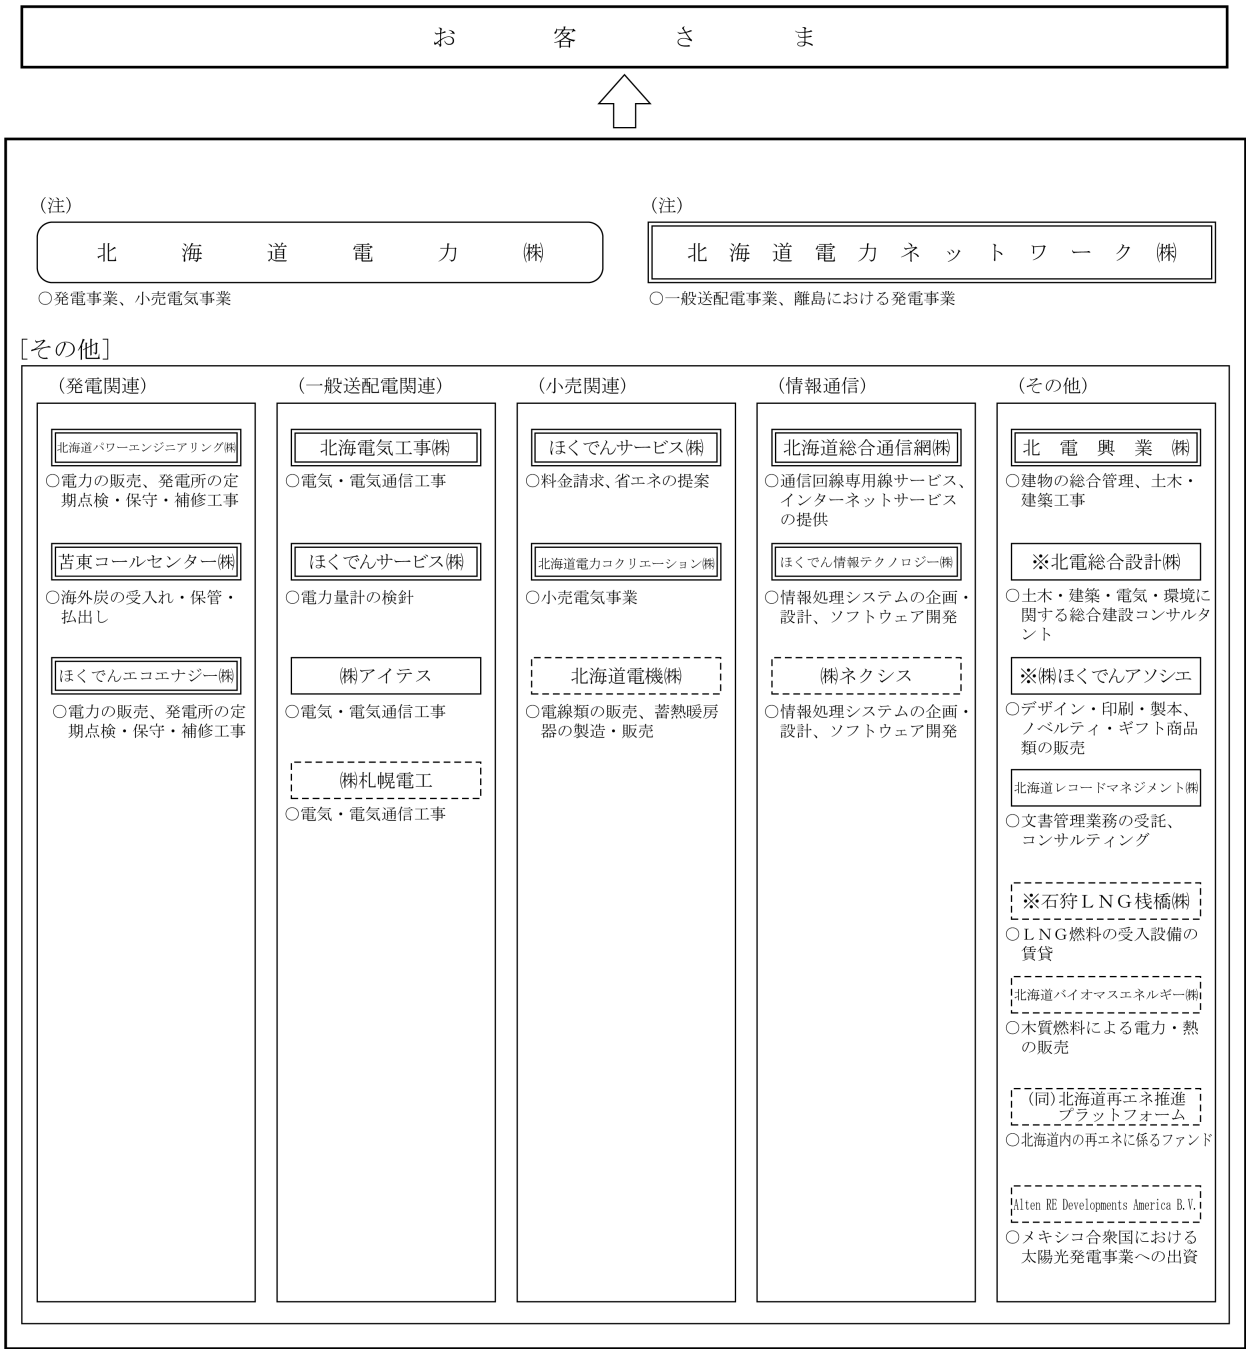 お客さま
(注)
北海道電力㈱
○発電事業、小売電気事業
(注)
北海道電力ネットワーク㈱
○一般送配電事業、離島における発電事業
[その他]
(発電関連)
北海道パワーエンジニアリング㈱
○電力の販売、発電所の定
期点検・保守・補修工事
苫東コールセンター㈱
○海外炭の受入れ・保管・
払出し
ほくでんエコエナジー㈱
○電力の販売、発電所の定
期点検・保守・補修工事
(一般送配電関連)
北海電気工事㈱
○電気・電気通信工事
ほくでんサービス㈱
○電力量計の検針
㈱アイテス
○電気・電気通信工事
㈱札幌電工
○電気・電気通信工事
(小売関連)
ほくでんサービス㈱
○料金請求、省エネの提案
北海道電力コクリエーション㈱
○小売電気事業
北海道電機㈱
○電線類の販売、蓄熱暖房
器の製造・販売
(情報通信)
北海道総合通信網㈱
○通信回線専用線サービス、
インターネットサービス
の提供
ほくでん情報テクノロジー㈱
○情報処理システムの企画・
設計、ソフトウェア開発
㈱ネクシス
○情報処理システムの企画・
設計、ソフトウェア開発
(その他)
北電興業㈱
○建物の総合管理、土木・
建築工事
※北電総合設計㈱
○土木・建築・電気・環境に
関する総合建設コンサルタ
ント
※㈱ほくでんアソシエ
○デザイン・印刷・製本、
ノベルティ・ギフト商品
類の販売
北海道レコードマネジメント㈱
○文書管理業務の受託、
コンサルティング
※石狩ＬＮＧ桟橋㈱
○ＬＮＧ燃料の受入設備の
賃貸
北海道バイオマスエネルギー㈱
○木質燃料による電力・熱
の販売
(同)北海道再エネ推進
プラットフォーム
○北海道内の再エネに係るファンド
Alten RE Developments America B.V.
○メキシコ合衆国における
太陽光発電事業への出資